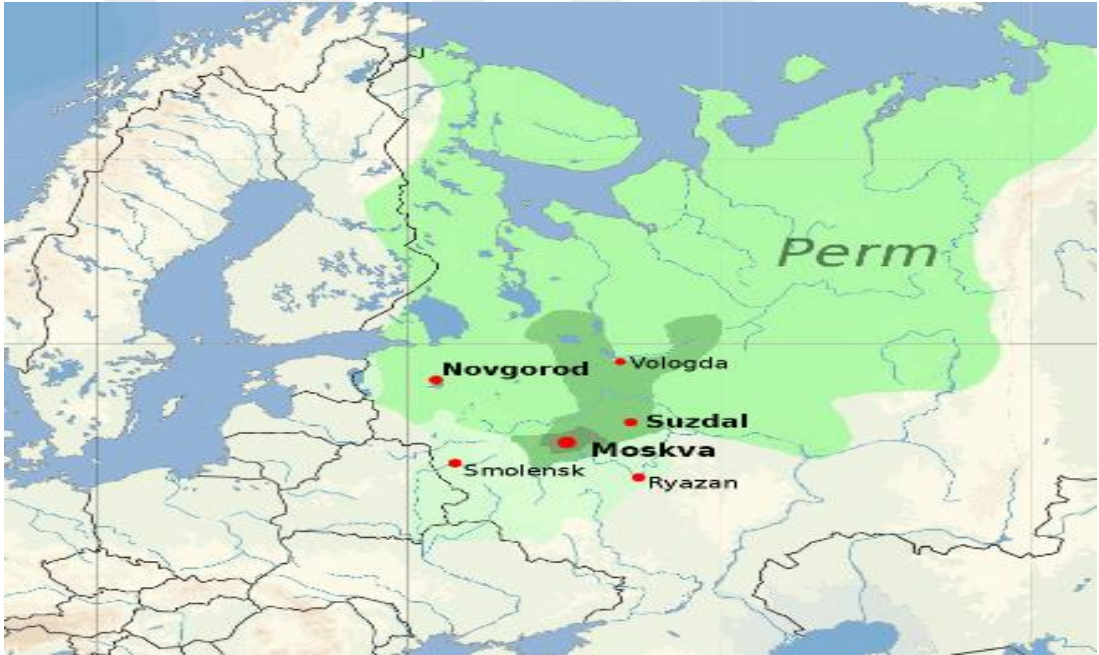 Perm
Vologda
Novgorod
Suzdal
Moskva
Smolensk
Ryazan